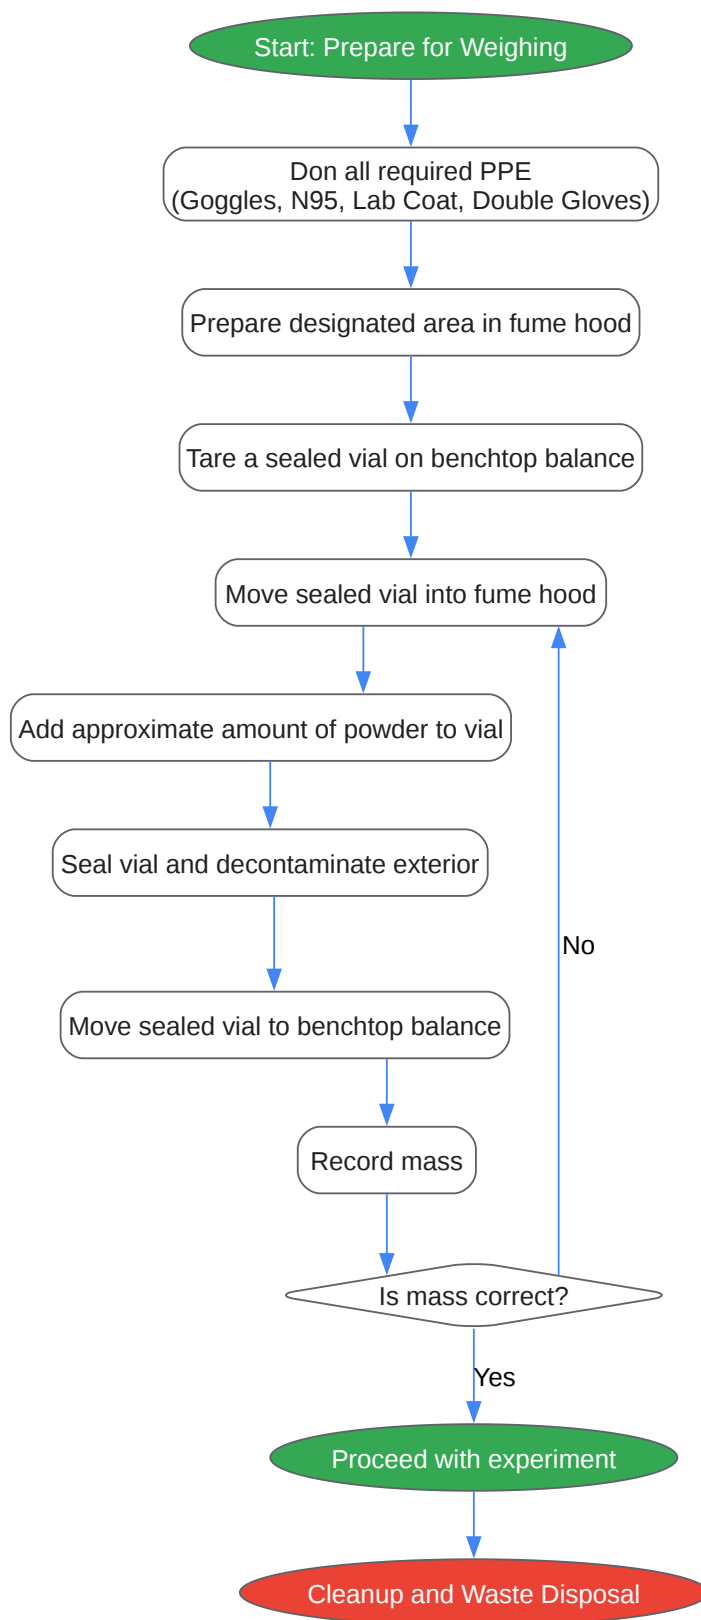 Start: Prepare for Weighing
Don all required PPE
(Goggles, N95, Lab Coat, Double Gloves)
Prepare designated area in fume hood
Tare a sealed vial on benchtop balance
Move sealed vial into fume hood
Add approximate amount of powder to vial
Seal vial and decontaminate exterior
No
Move sealed vial to benchtop balance
Record mass
Is mass correct?
Yes
Proceed with experiment
Cleanup and Waste Disposal